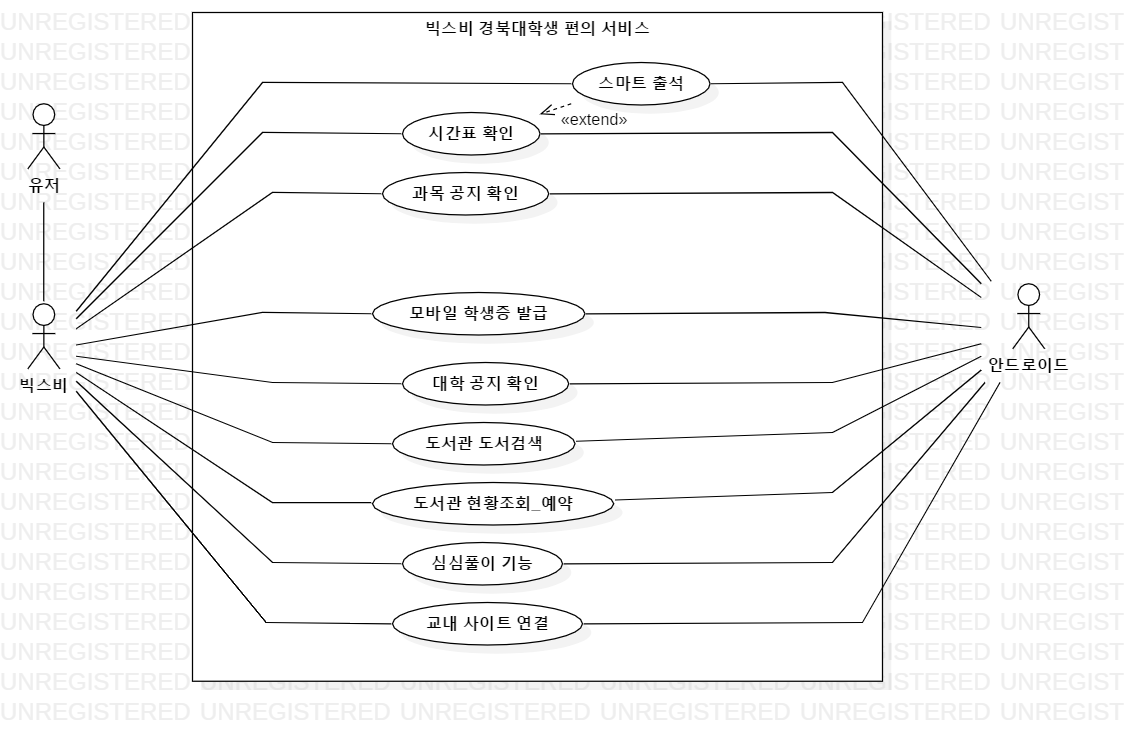 빅스비 경북대학생 편의 서비스
스마트 출석
«extend»
시간표 확인
유저
과목 공지 확인
모바일 학생증 발급
안드로이드
빅스비
대학 공지 확인
도서관 도서검색
도서관 현황조회_예약
심심풀이 기능
교내 사이트 연결
UNREGISTERED UNREGISTERED UNREGISTERED UNREGISTERED UNREGISTERED UNREGIST